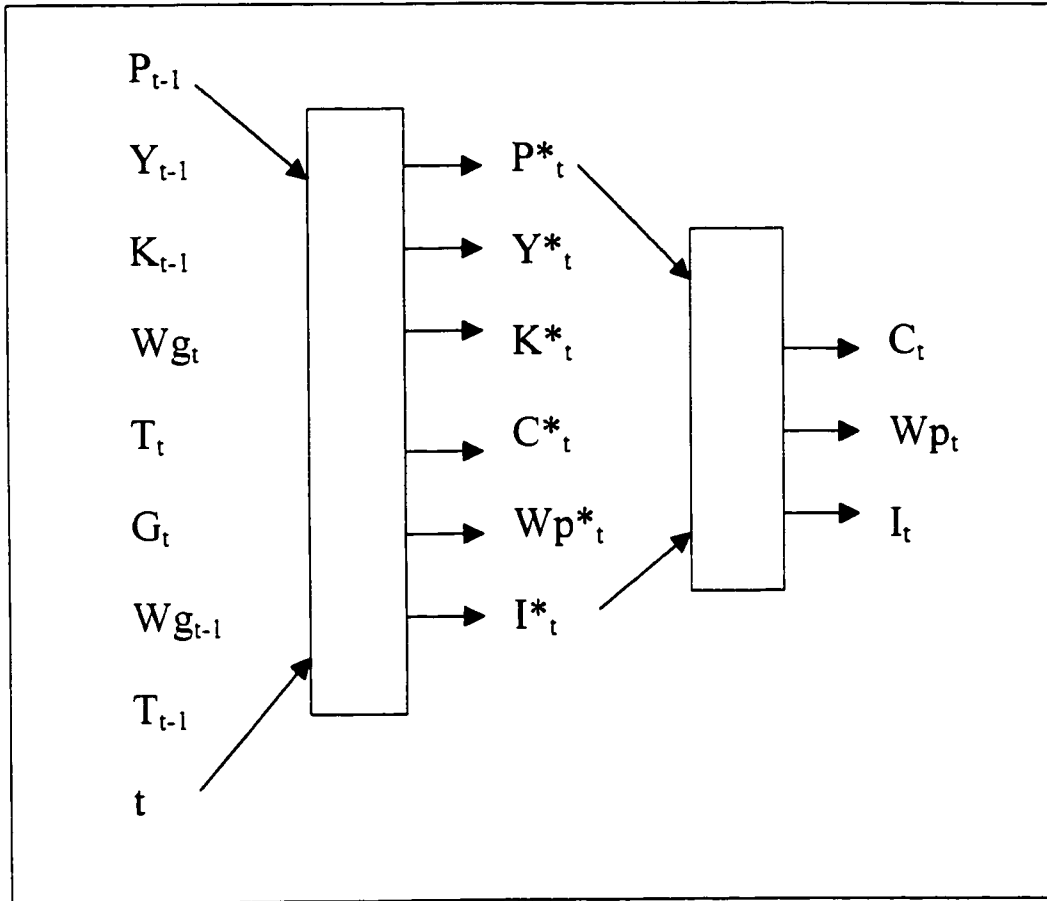 P_{t-1}
Y_{t-1}
K_{t-1}
Wg_t
T_t
G_t
Wg_{t-1}
T_{t-1}
t
P*_t
Y*_t
K*_t
C*_t
Wp*_t
I*_t
C_t
Wp_t
I_t